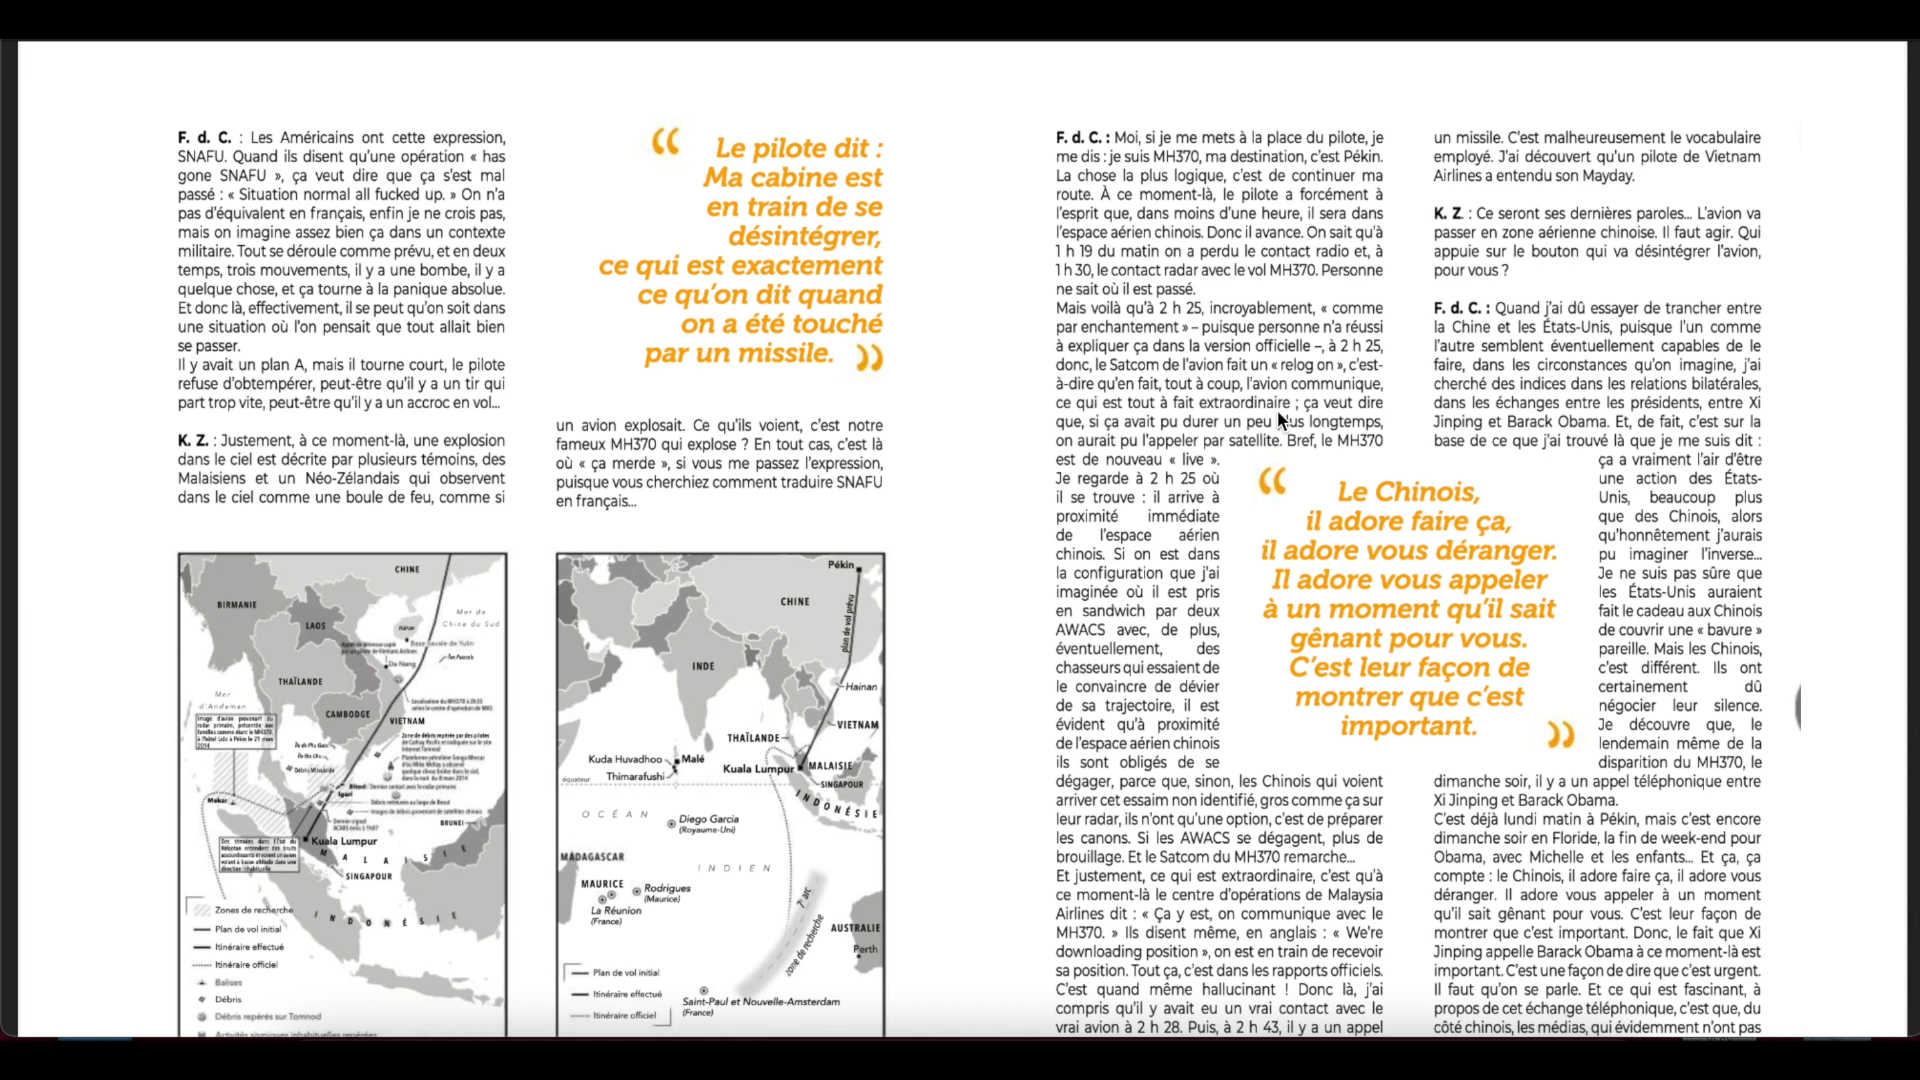 F. d. C. : Les Américains ont cette expression,
SNAFU. Quand ils disent qu'une opération « has
gone SNAFU », ça veut dire que ça s'est mal
passé : « Situation normal all fucked up. » On n'a
pas d'équivalent en français, enfin je ne crois pas,
mais on imagine assez bien ça dans un contexte
militaire. Tout se déroule comme prévu, et en deux
temps, trois mouvements, il y a une bombe, il y a
quelque chose, et ça tourne à la panique absolue.
Et donc là, effectivement, il se peut qu'on soit dans
une situation où l'on pensait que tout allait bien
se passer.
Il y avait un plan A, mais il tourne court, le pilote
refuse d'obtempérer, peut-être qu'il y a un tir qui
part trop vite, peut-être qu'il y a un accroc en vol...
K. Z. : Justement, à ce moment-là, une explosion
dans le ciel est décrite par plusieurs témoins, des
Malaisiens et un Néo-Zélandais qui observent
dans le ciel comme une boule de feu, comme si
“ Le pilote dit :
Ma cabine est
en train de se
désintégrer,
ce qui est exactement
ce qu'on dit quand
on a été touché
par un missile. ”
un avion explosait. Ce qu'ils voient, c'est notre
fameux MH370 qui explose ? En tout cas, c'est là
où « ça merde », si vous me passez l'expression,
puisque vous cherchiez comment traduire SNAFU
en français...
CHINE
BIRMANIE
LAOS
Mer de
Chine du Sud
Hainan
Base navale de Yulin
Îles Paracels
Da Nang
THAÏLANDE
Mer
d'Andaman
CAMBODGE
VIETNAM
Igari
BRUNEI
Kuala Lumpur
MALAISIE
SINGAPOUR
INDONÉSIE
Zones de recherche
Plan de vol initial
Itinéraire effectué
Itinéraire officiel
Balises
Débris
Débris repérés sur Tomnod
Pékin
CHINE
plan de vol prévu
INDE
Hainan
VIETNAM
THAÏLANDE
Kuda Huvadhoo
Malé
Thimarafushi
Kuala Lumpur
MALAISIE
SINGAPOUR
équateur
INDONÉSIE
OCÉAN
Diego Garcia
(Royaume-Uni)
MADAGASCAR
INDIEN
MAURICE
Rodrigues
(Maurice)
La Réunion
(France)
7e arc
zone de recherche
AUSTRALIE
Perth
Plan de vol initial
Itinéraire effectué
Itinéraire officiel
Saint-Paul et Nouvelle-Amsterdam
(France)
F. d. C. : Moi, si je me mets à la place du pilote, je
me dis : je suis MH370, ma destination, c'est Pékin.
La chose la plus logique, c'est de continuer ma
route. À ce moment-là, le pilote a forcément à
l'esprit que, dans moins d'une heure, il sera dans
l'espace aérien chinois. Donc il avance. On sait qu'à
1 h 19 du matin on a perdu le contact radio et, à
1 h 30, le contact radar avec le vol MH370. Personne
ne sait où il est passé.
Mais voilà qu'à 2 h 25, incroyablement, « comme
par enchantement » – puisque personne n'a réussi
à expliquer ça dans la version officielle –, à 2 h 25,
donc, le Satcom de l'avion fait un « relog on », c'est-
à-dire qu'en fait, tout à coup, l'avion communique,
ce qui est tout à fait extraordinaire ; ça veut dire
que, si ça avait pu durer un peu plus longtemps,
on aurait pu l'appeler par satellite. Bref, le MH370
est de nouveau « live ».
Je regarde à 2 h 25 où
il se trouve : il arrive à
proximité immédiate
de l'espace aérien
chinois. Si on est dans
la configuration que j'ai
imaginée où il est pris
en sandwich par deux
AWACS avec, de plus,
éventuellement, des
chasseurs qui essaient de
le convaincre de dévier
de sa trajectoire, il est
évident qu'à proximité
de l'espace aérien chinois
ils sont obligés de se
dégager, parce que, sinon, les Chinois qui voient
arriver cet essaim non identifié, gros comme ça sur
leur radar, ils n'ont qu'une option, c'est de préparer
les canons. Si les AWACS se dégagent, plus de
brouillage. Et le Satcom du MH370 remarche...
Et justement, ce qui est extraordinaire, c'est qu'à
ce moment-là le centre d'opérations de Malaysia
Airlines dit : « Ça y est, on communique avec le
MH370. » Ils disent même, en anglais : « We're
downloading position », on est en train de recevoir
sa position. Tout ça, c'est dans les rapports officiels.
C'est quand même hallucinant ! Donc là, j'ai
compris qu'il y avait eu un vrai contact avec le
vrai avion à 2 h 28. Puis, à 2 h 43, il y a un appel
“ Le Chinois,
il adore faire ça,
il adore vous déranger.
Il adore vous appeler
à un moment qu'il sait
gênant pour vous.
C'est leur façon de
montrer que c'est
important. ”
un missile. C'est malheureusement le vocabulaire
employé. J'ai découvert qu'un pilote de Vietnam
Airlines a entendu son Mayday.
K. Z. : Ce seront ses dernières paroles... L'avion va
passer en zone aérienne chinoise. Il faut agir. Qui
appuie sur le bouton qui va désintégrer l'avion,
pour vous ?
F. d. C. : Quand j'ai dû essayer de trancher entre
la Chine et les États-Unis, puisque l'un comme
l'autre semblent éventuellement capables de le
faire, dans les circonstances qu'on imagine, j'ai
cherché des indices dans les relations bilatérales,
dans les échanges entre les présidents, entre Xi
Jinping et Barack Obama. Et, de fait, c'est sur la
base de ce que j'ai trouvé là que je me suis dit :
ça a vraiment l'air d'être
une action des États-
Unis, beaucoup plus
que des Chinois, alors
qu'honnêtement j'aurais
pu imaginer l'inverse...
Je ne suis pas sûre que
les États-Unis auraient
fait le cadeau aux Chinois
de couvrir une « bavure »
pareille. Mais les Chinois,
c'est différent. Ils ont
certainement dû
négocier leur silence.
Je découvre que, le
lendemain même de la
disparition du MH370, le
dimanche soir, il y a un appel téléphonique entre
Xi Jinping et Barack Obama.
C'est déjà lundi matin à Pékin, mais c'est encore
dimanche soir en Floride, la fin de week-end pour
Obama, avec Michelle et les enfants... Et ça, ça
compte : le Chinois, il adore faire ça, il adore vous
déranger. Il adore vous appeler à un moment
qu'il sait gênant pour vous. C'est leur façon de
montrer que c'est important. Donc, le fait que Xi
Jinping appelle Barack Obama à ce moment-là est
important. C'est une façon de dire que c'est urgent.
Il faut qu'on se parle. Et ce qui est fascinant, à
propos de cet échange téléphonique, c'est que, du
côté chinois, les médias, qui évidemment n'ont pas